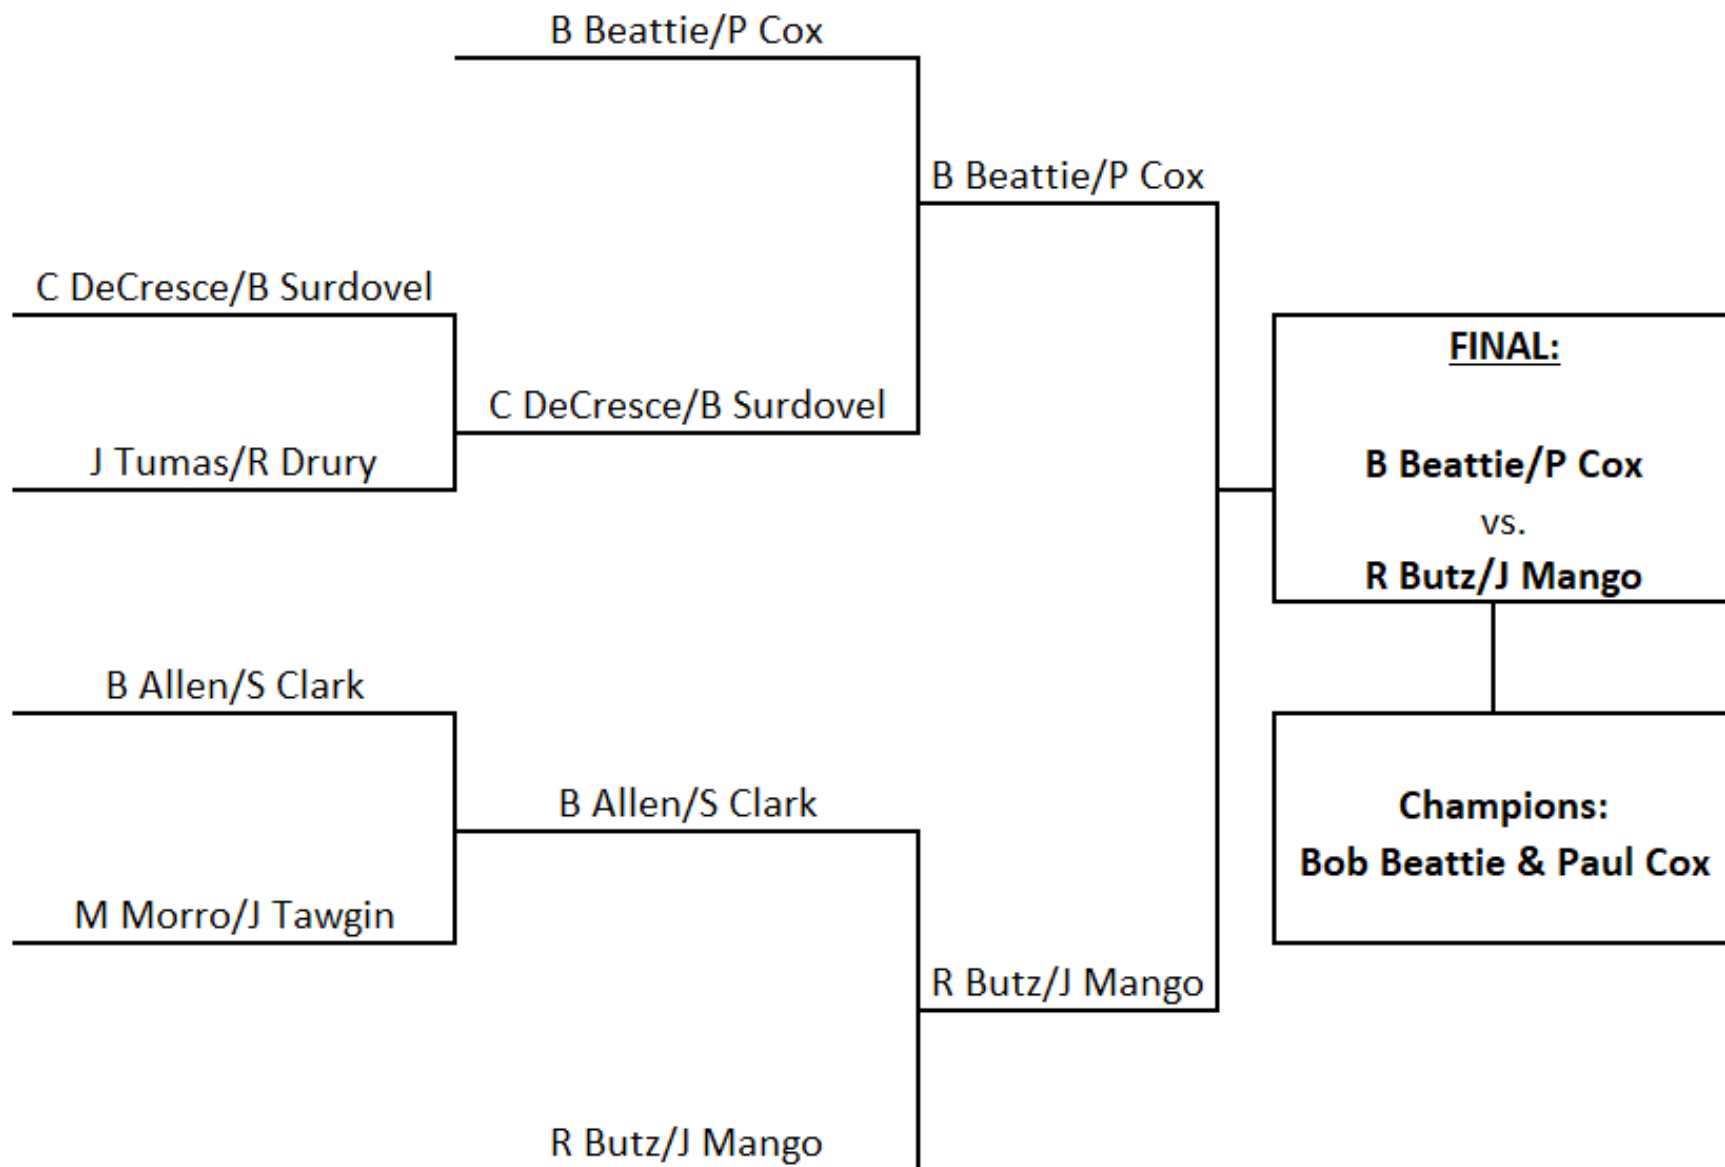 B Beattie/P Cox
B Beattie/P Cox
C DeCresce/B Surdovel
C DeCresce/B Surdovel
J Tumas/R Drury
FINAL:
B Beattie/P Cox
vs.
R Butz/J Mango
B Allen/S Clark
B Allen/S Clark
M Morro/J Tawgin
R Butz/J Mango
R Butz/J Mango
Champions:
Bob Beattie & Paul Cox